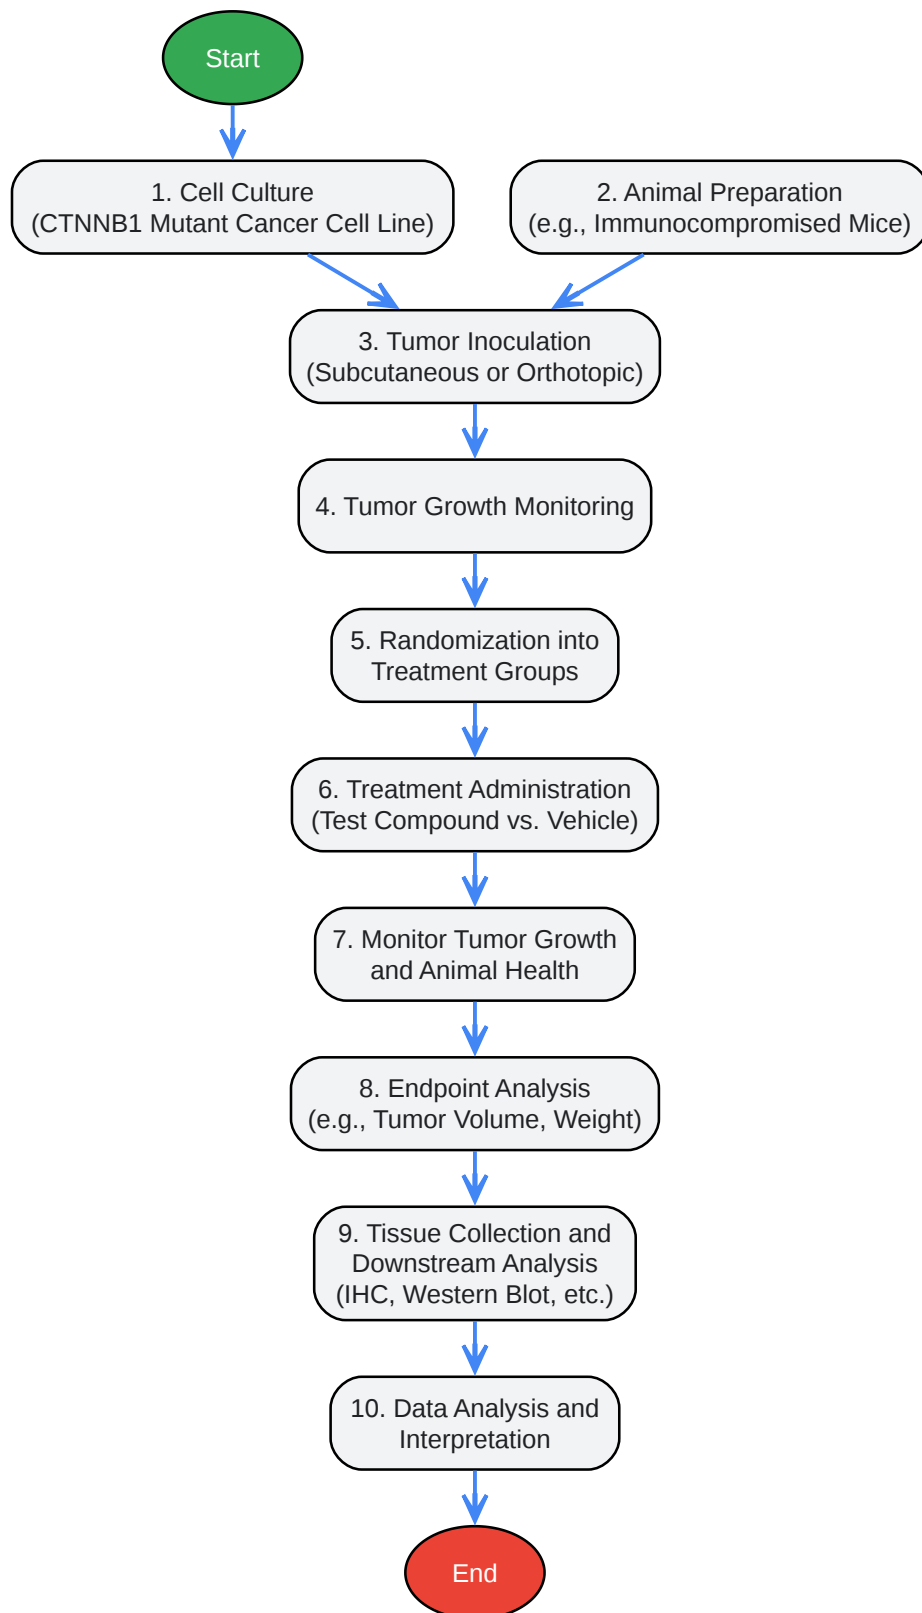 Start
1. Cell Culture
(CTNNB1 Mutant Cancer Cell Line)
2. Animal Preparation
(e.g., Immunocompromised Mice)
3. Tumor Inoculation
(Subcutaneous or Orthotopic)
4. Tumor Growth Monitoring
5. Randomization into
Treatment Groups
6. Treatment Administration
(Test Compound vs. Vehicle)
7. Monitor Tumor Growth
and Animal Health
8. Endpoint Analysis
(e.g., Tumor Volume, Weight)
9. Tissue Collection and
Downstream Analysis
(IHC, Western Blot, etc.)
10. Data Analysis and
Interpretation
End